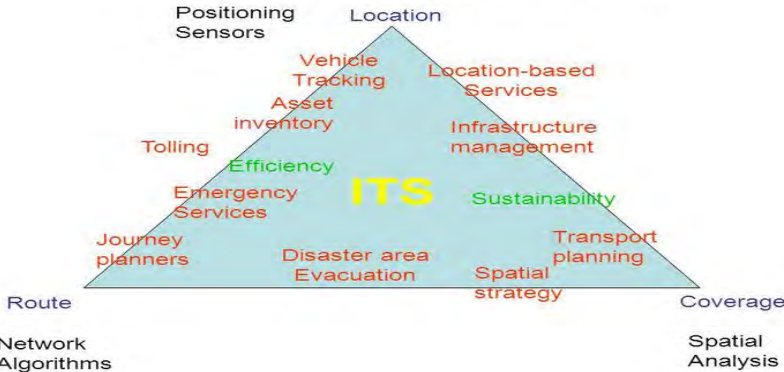 Positioning
Sensors
Location
Vehicle
Tracking
Location-based
Services
Asset
inventory
Infrastructure
management
Tolling
Efficiency
ITS
Emergency
Services
Sustainability
Journey
planners
Disaster area
Evacuation
Transport
planning
Spatial
strategy
Route
Coverage
Network
Algorithms
Spatial
Analysis